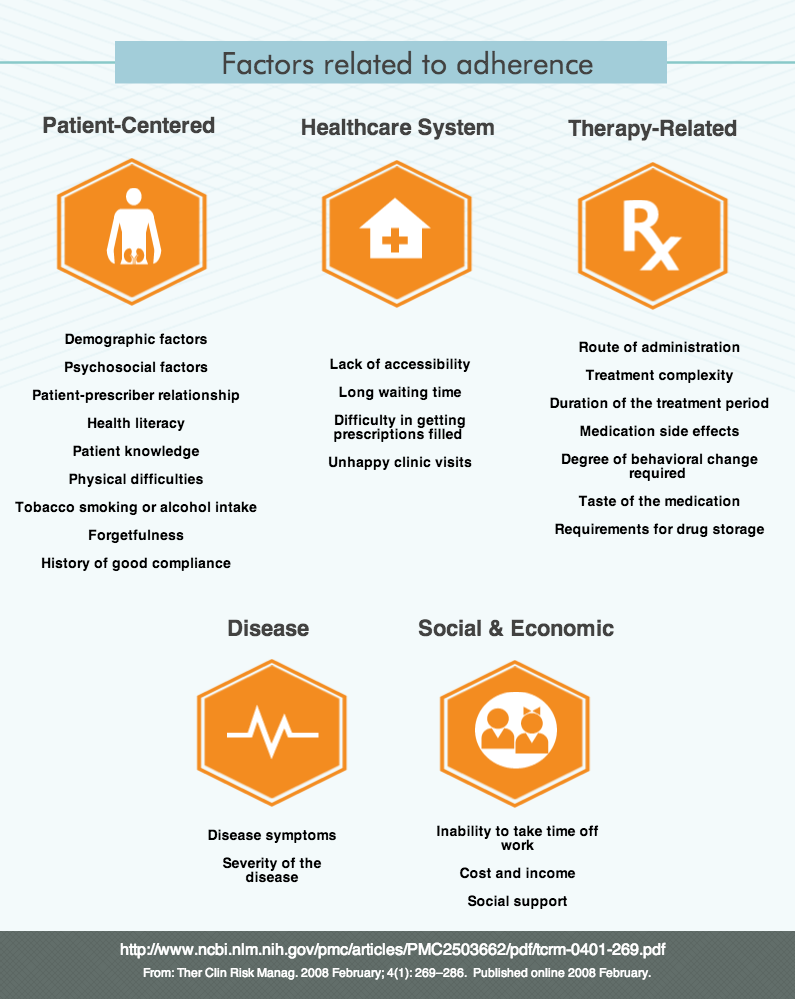 Factors related to adherence
Patient-Centered
Healthcare System
Therapy-Related
Rx
Demographic factors
Psychosocial factors
Patient-prescriber relationship
Health literacy
Patient knowledge
Physical difficulties
Tobacco smoking or alcohol intake
Forgetfulness
History of good compliance
Lack of accessibility
Long waiting time
Difficulty in getting
prescriptions filled
Unhappy clinic visits
Route of administration
Treatment complexity
Duration of the treatment period
Medication side effects
Degree of behavioral change
required
Taste of the medication
Requirements for drug storage
Disease
Social & Economic
Disease symptoms
Severity of the
disease
Inability to take time off
work
Cost and income
Social support
http://www.ncbi.nlm.nih.gov/pmc/articles/PMC2503662/pdf/tcrm-0401-269.pdf
From: Ther Clin Risk Manag. 2008 February; 4(1): 269–286. Published online 2008 February.